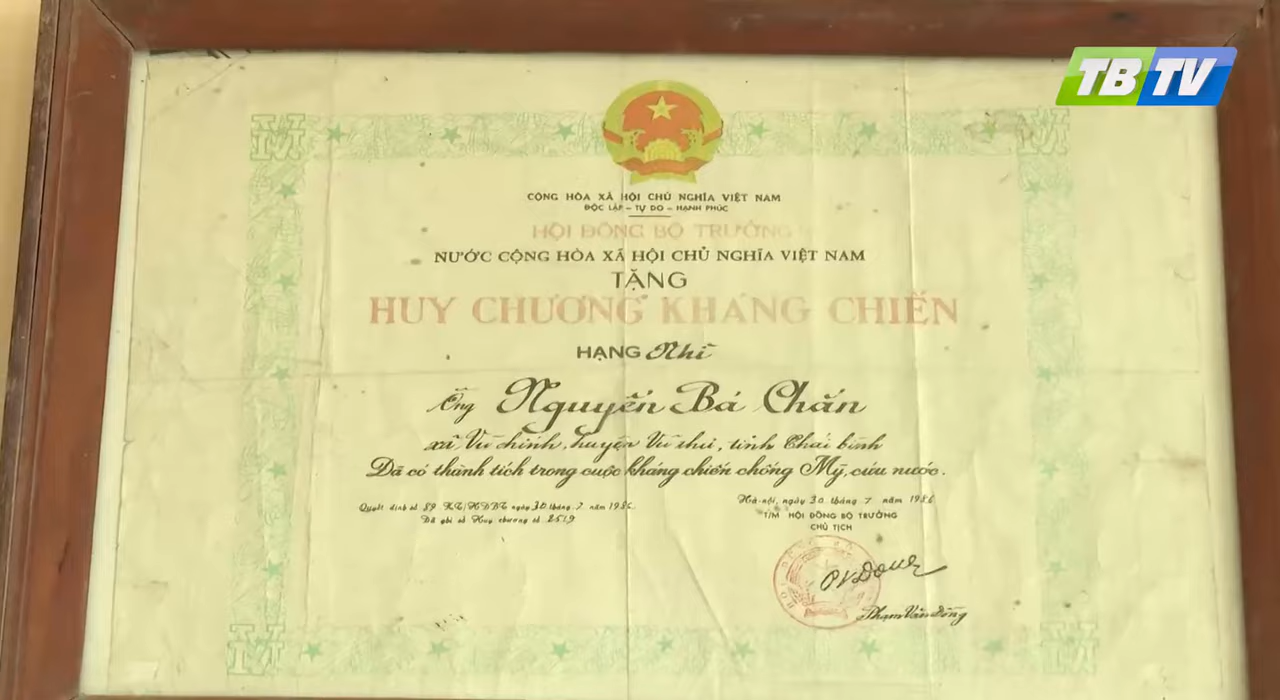 TBTV
CỘNG HÒA XÃ HỘI CHỦ NGHĨA VIỆT NAM
ĐỘC LẬP – TỰ DO – HẠNH PHÚC
HỘI ĐỒNG BỘ TRƯỞNG
NƯỚC CỘNG HÒA XÃ HỘI CHỦ NGHĨA VIỆT NAM
TẶNG
HUY CHƯƠNG KHÁNG CHIẾN
HẠNG Nhì
Ông Nguyễn Bá Chắn
xã Vũ chính, huyện Vũ thư, tỉnh Thái bình
Đã có thành tích trong cuộc kháng chiến chống Mỹ, cứu nước.
Quyết định số 89 KT/HĐBT ngày 30 tháng 7 năm 1986
Đã ghi sổ Huy chương số 2519
Hà-nội, ngày 30 tháng 7 năm 1986
T/M HỘI ĐỒNG BỘ TRƯỞNG
CHỦ TỊCH
PVDong
Phạm Văn Đồng